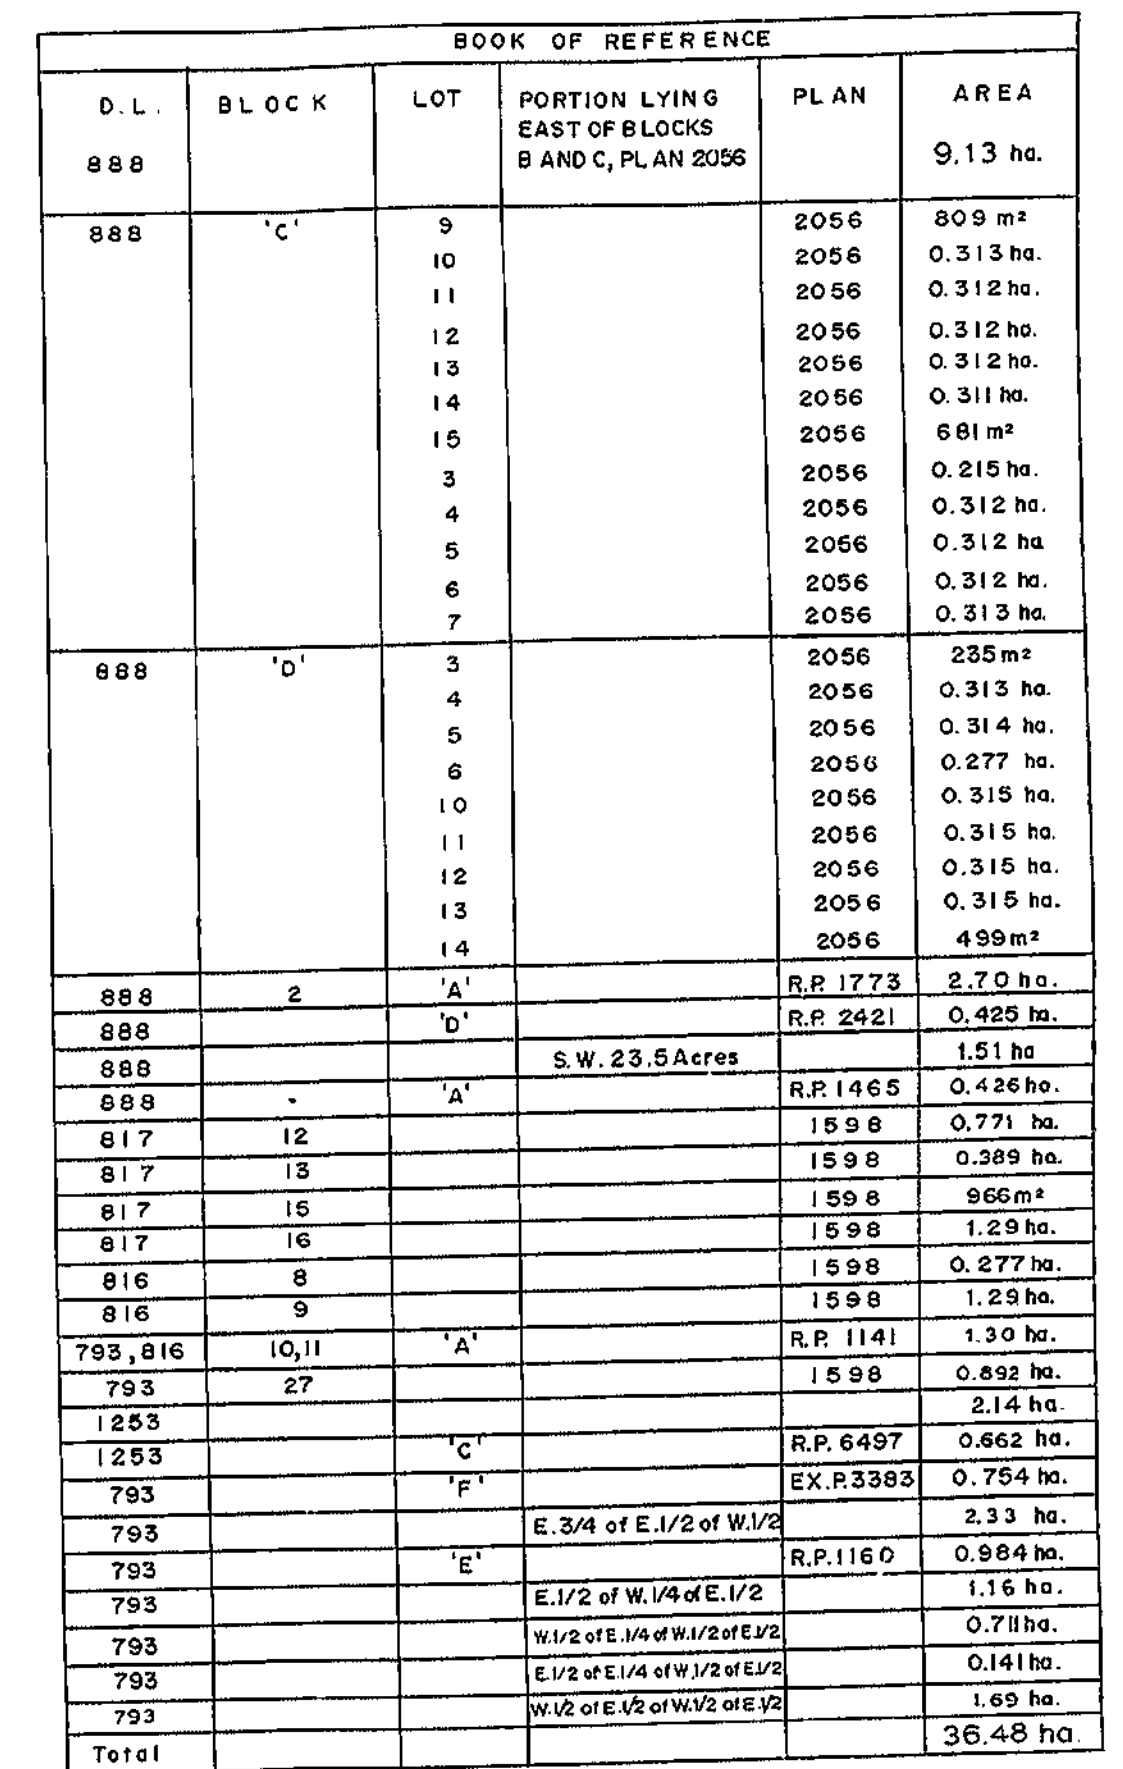 BOOK OF REFERENCE
D.L. BLOCK LOT PORTION LYING PLAN AREA
EAST OF BLOCKS
888 B AND C, PLAN 2056 9.13 ha.
888 'C' 9 2056 809 m²
10 2056 0.313 ha.
11 2056 0.312 ha.
12 2056 0.312 ha.
13 2056 0.312 ha.
14 2056 0.311 ha.
15 2056 681 m²
3 2056 0.215 ha.
4 2056 0.312 ha.
5 2056 0.312 ha
6 2056 0.312 ha.
7 2056 0.313 ha.
888 'D' 3 2056 235 m²
4 2056 0.313 ha.
5 2056 0.314 ha.
6 2056 0.277 ha.
10 2056 0.315 ha.
11 2056 0.315 ha.
12 2056 0.315 ha.
13 2056 0.315 ha.
14 2056 499 m²
888 2 'A' R.P. 1773 2.70 ha.
888 'D' R.P. 2421 0.425 ha.
888 S.W. 23.5 Acres 1.51 ha
888 - 'A' R.P. 1465 0.426 ha.
817 12 1598 0.771 ha.
817 13 1598 0.389 ha.
817 15 1598 966 m²
817 16 1598 1.29 ha.
816 8 1598 0.277 ha.
816 9 1598 1.29 ha.
793,816 10,11 'A' R.P. 1141 1.30 ha.
793 27 1598 0.892 ha.
1253 2.14 ha.
1253 'C' R.P. 6497 0.662 ha.
793 'F' EX.P.3383 0.754 ha.
793 E.3/4 of E.1/2 of W.1/2 2.33 ha.
793 'E' R.P.1160 0.984 ha.
793 E.1/2 of W.1/4 of E.1/2 1.16 ha.
793 W.1/2 of E.1/4 of W.1/2 of E.1/2 0.711 ha.
793 E.1/2 of E.1/4 of W.1/2 of E.1/2 0.141 ha.
793 W.1/2 of E.1/2 of W.1/2 of E.1/2 1.69 ha.
Total 36.48 ha.